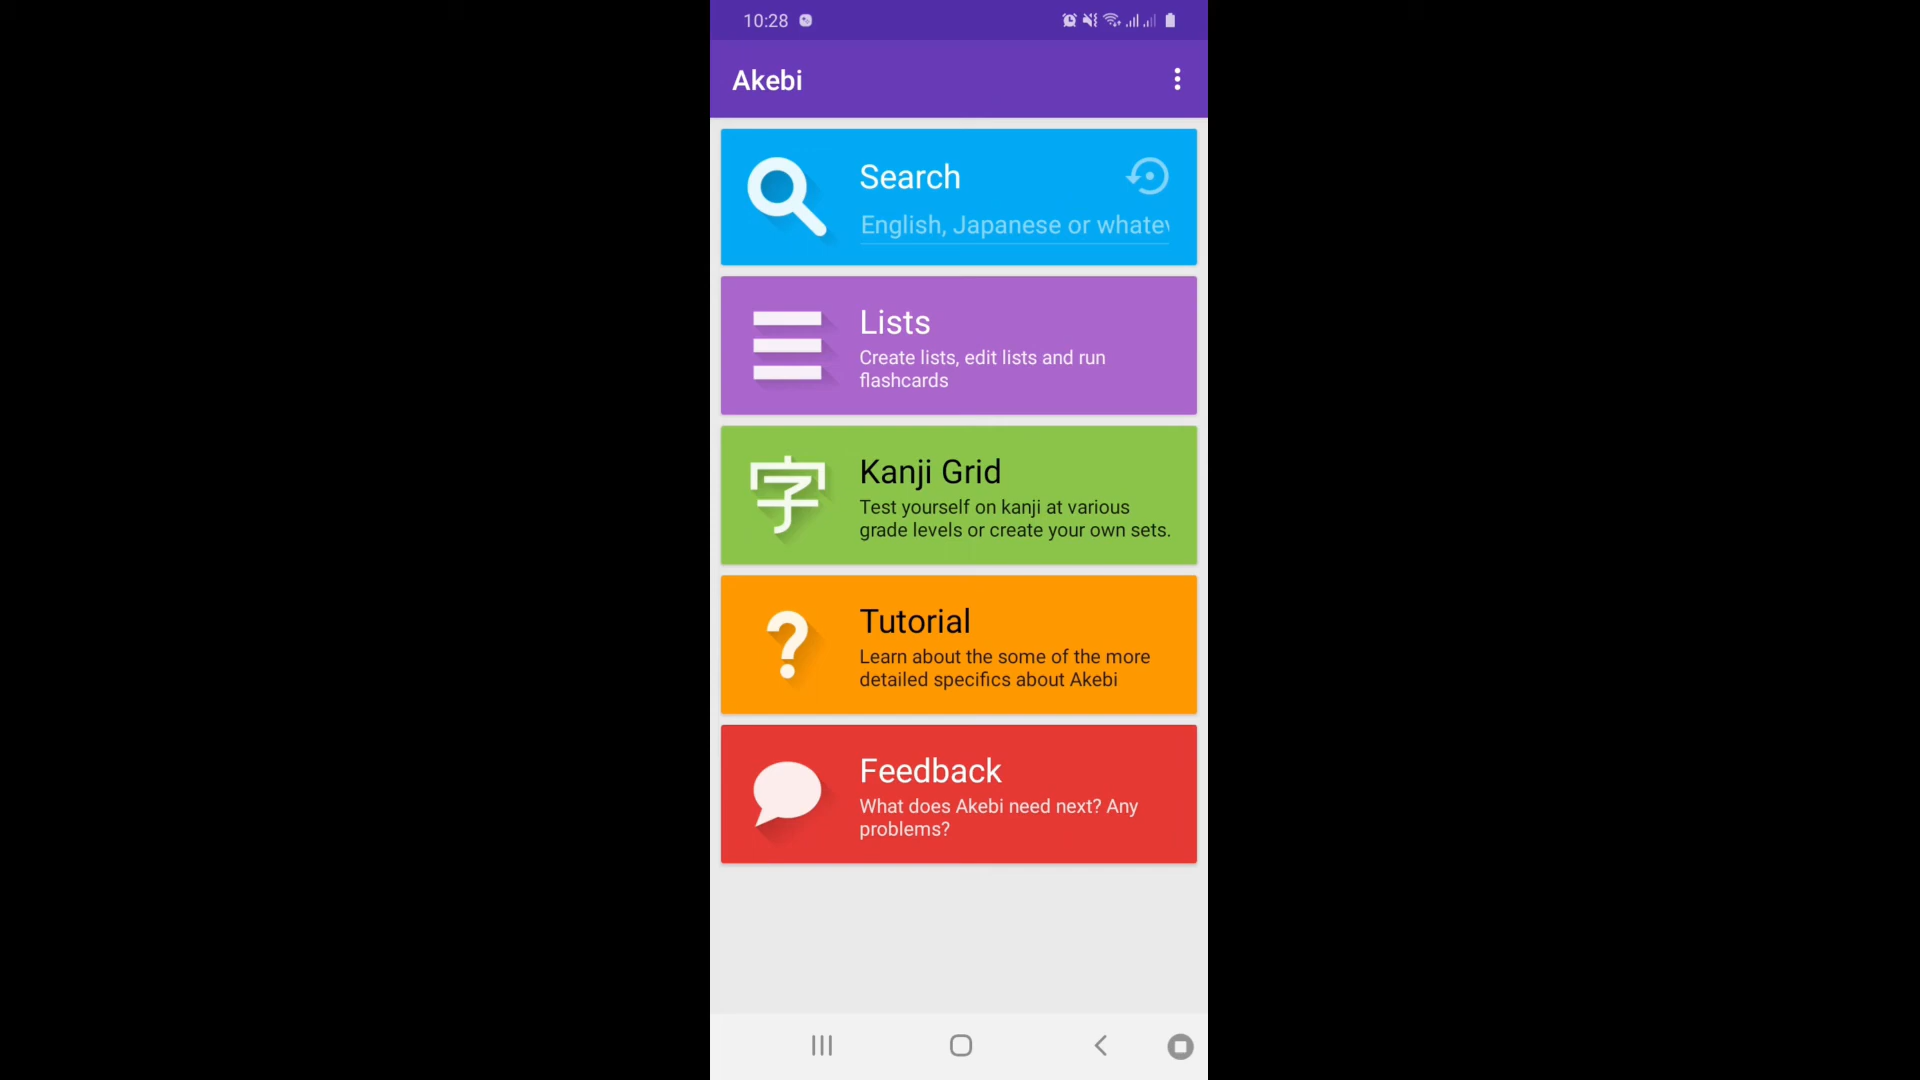 10:28
Akebi
Search
English, Japanese or whatev
Lists
Create lists, edit lists and run
flashcards
字
Kanji Grid
Test yourself on kanji at various
grade levels or create your own sets.
?
Tutorial
Learn about the some of the more
detailed specifics about Akebi
Feedback
What does Akebi need next? Any
problems?